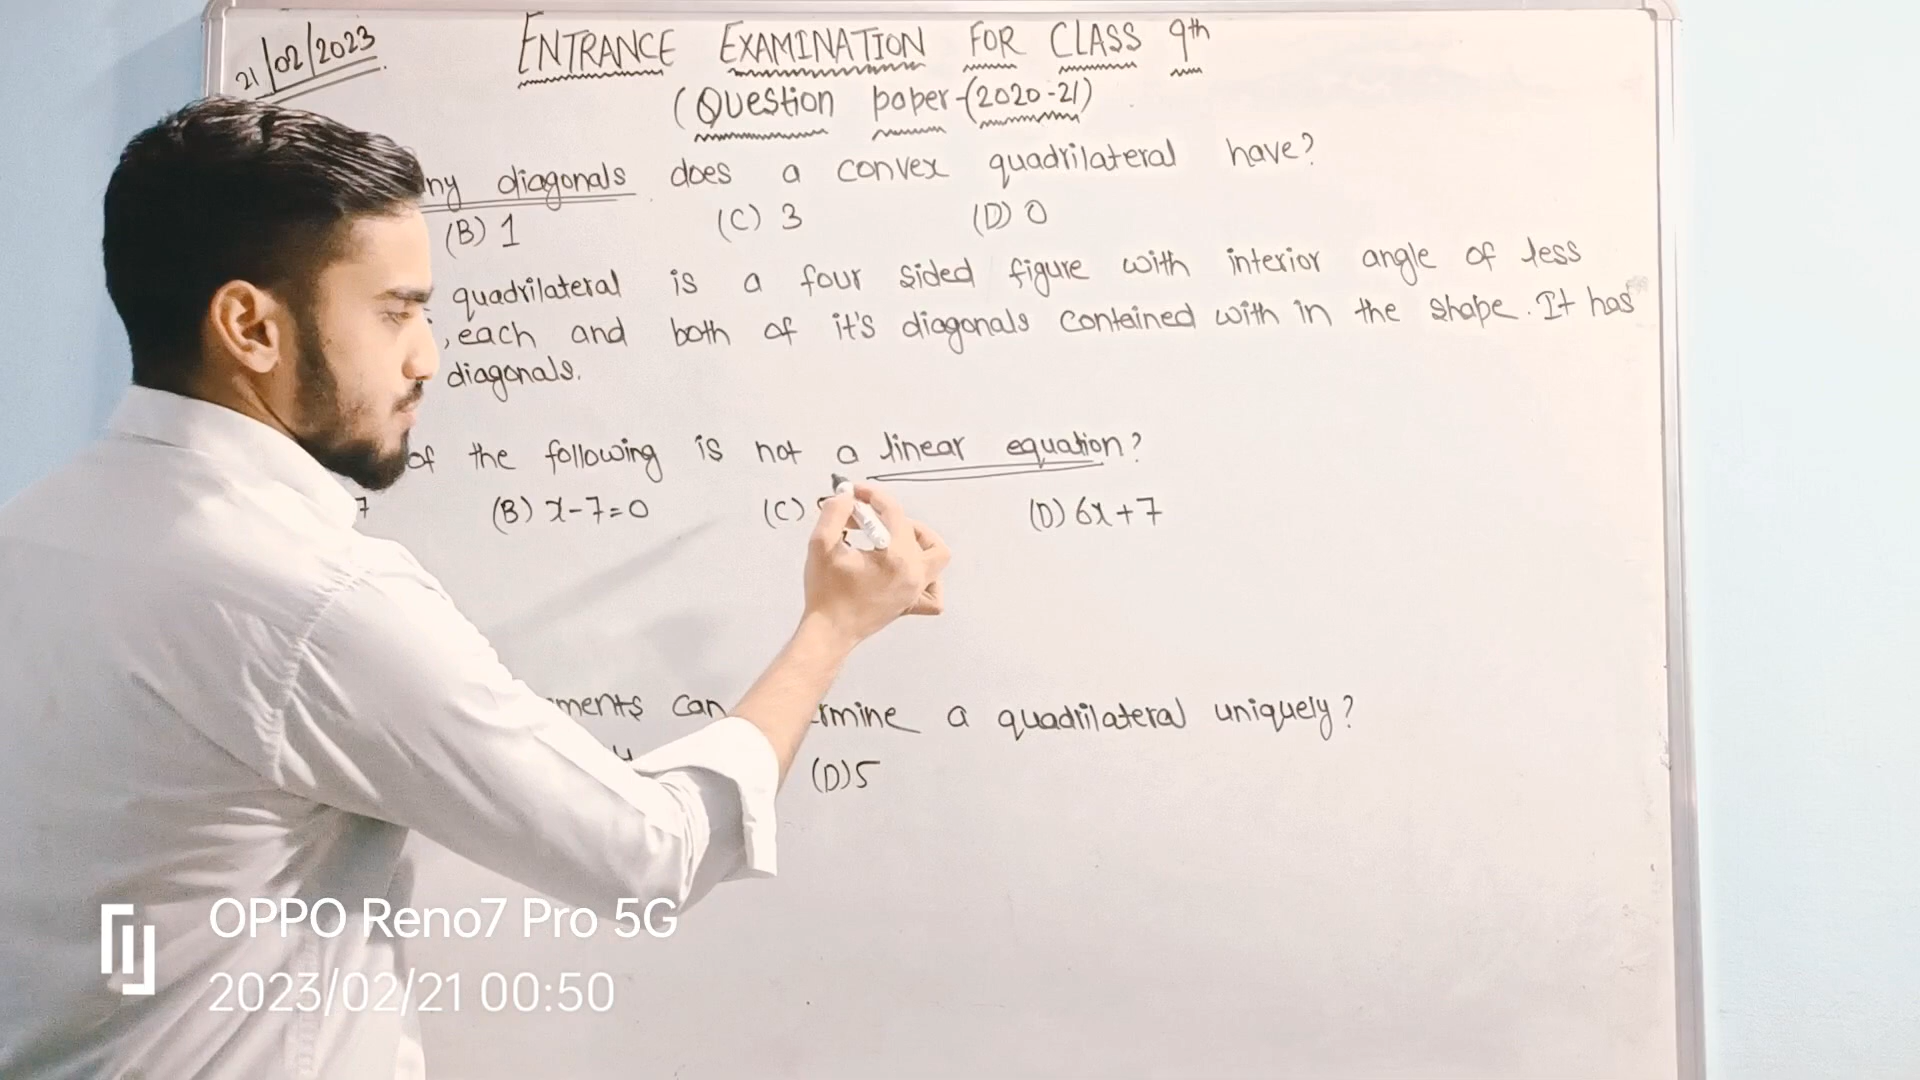 21/02/2023
ENTRANCE EXAMINATION FOR CLASS 9th
(Question paper-(2020-21)
ny diagonals does a convex quadrilateral have?
(B) 1 (C) 3 (D) 0
quadrilateral is a four sided figure with interior angle of less
, each and both of it's diagonals contained with in the shape. It has
diagonals.
of the following is not a linear equation?
7 (B) x-7=0 (C) (D) 6x+7
ments can rmine a quadrilateral uniquely?
(D) 5
OPPO Reno7 Pro 5G
2023/02/21 00:50